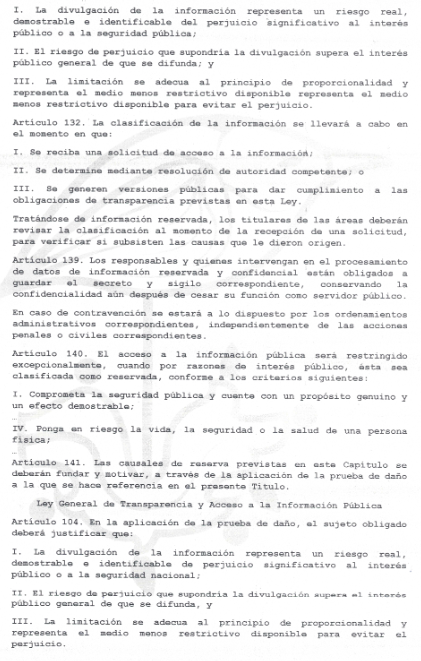 I. La divulgación de la información representa un riesgo real,
demostrable e identificable del perjuicio significativo al interés
público o a la seguridad pública;
II. El riesgo de perjuicio que supondría la divulgación supera el interés
público general de que se difunda; y
III. La limitación se adecua al principio de proporcionalidad y
representa el medio menos restrictivo disponible representa el medio
menos restrictivo disponible para evitar el perjuicio.
Artículo 132. La clasificación de la información se llevará a cabo en
el momento en que:
I. Se reciba una solicitud de acceso a la información;
II. Se determine mediante resolución de autoridad competente; o
III. Se generen versiones públicas para dar cumplimiento a las
obligaciones de transparencia previstas en esta Ley.
Tratándose de información reservada, los titulares de las áreas deberán
revisar la clasificación al momento de la recepción de una solicitud,
para verificar si subsisten las causas que le dieron origen.
Artículo 139. Los responsables y quienes intervengan en el procesamiento
de datos de información reservada y confidencial están obligados a
guardar el secreto y sigilo correspondiente, conservando la
confidencialidad aún después de cesar su función como servidor público.
En caso de contravención se estará a lo dispuesto por los ordenamientos
administrativos correspondientes, independientemente de las acciones
penales o civiles correspondientes.
Artículo 140. El acceso a la información pública será restringido
excepcionalmente, cuando por razones de interés público, ésta sea
clasificada como reservada, conforme a los criterios siguientes:
I. Comprometa la seguridad pública y cuente con un propósito genuino y
un efecto demostrable;
…
IV. Ponga en riesgo la vida, la seguridad o la salud de una persona
física;
…
Artículo 141. Las causales de reserva previstas en este Capítulo se
deberán fundar y motivar, a través de la aplicación de la prueba de daño
a la que se hace referencia en el presente Título.
Ley General de Transparencia y Acceso a la Información Pública
Artículo 104. En la aplicación de la prueba de daño, el sujeto obligado
deberá justificar que:
I. La divulgación de la información representa un riesgo real,
demostrable e identificable de perjuicio significativo al interés
público o a la seguridad nacional;
II. El riesgo de perjuicio que supondría la divulgación supera el interés
público general de que se difunda, y
III. La limitación se adecua al principio de proporcionalidad y
representa el medio menos restrictivo disponible para evitar el
perjuicio.